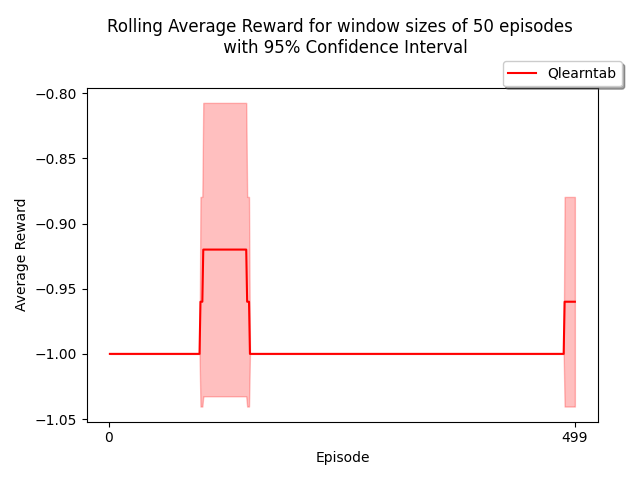 Rolling Average Reward for window sizes of 50 episodes
with 95% Confidence Interval
Qlearntab
−0.80
−0.85
−0.90
−0.95
−1.00
−1.05
Average Reward
0
499
Episode